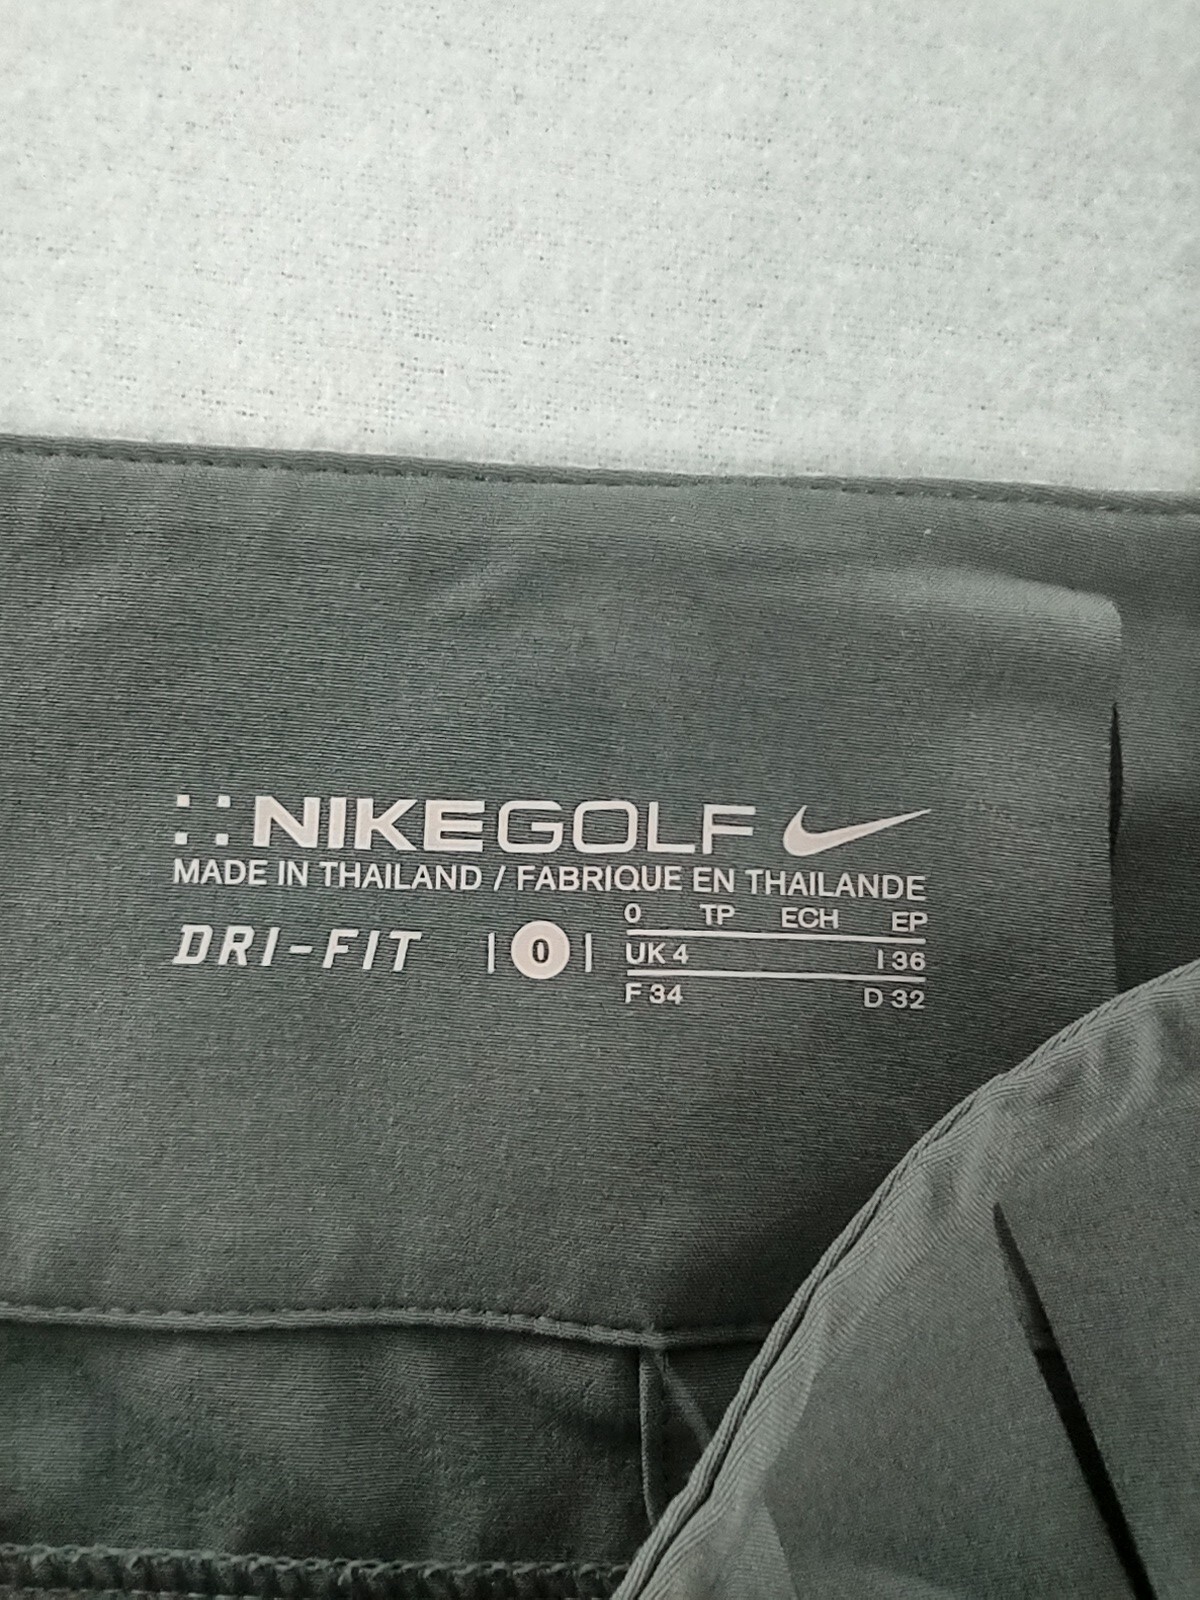 NIKEGOLF
MADE IN THAILAND / FABRIQUE EN THAILANDE
DRI-FIT | 0 |
0 TP ECH EP
UK 4 I 36
F 34 D 32